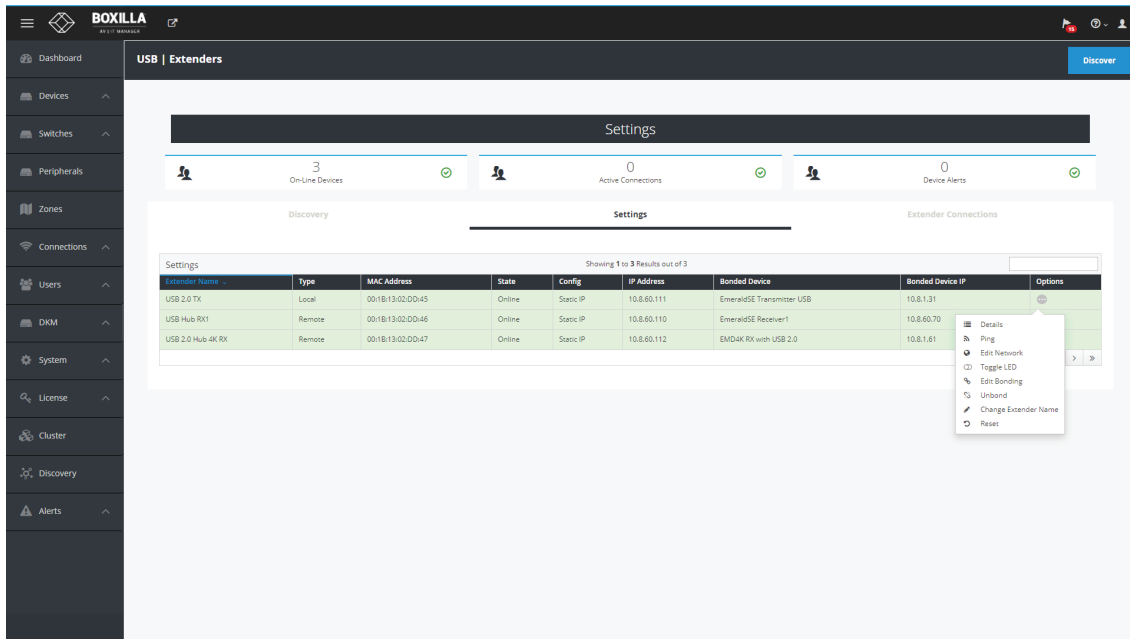 BOXILLA
AV & IT MANAGER
15
Dashboard
USB | Extenders
Discover
Devices
Switches
Peripherals
Zones
Connections
Users
DKM
System
License
Cluster
Discovery
Alerts
Settings
3
On-Line Devices
0
Active Connections
0
Device Alerts
Discovery Settings Extender Connections
Settings Showing 1 to 3 Results out of 3
Extender Name Type MAC Address State Config IP Address Bonded Device Bonded Device IP Options
USB 2.0 TX Local 00:1B:13:02:DD:45 Online Static IP 10.8.60.111 EmeraldSE Transmitter USB 10.8.1.31
USB Hub RX1 Remote 00:1B:13:02:DD:46 Online Static IP 10.8.60.110 EmeraldSE Receiver1 10.8.60.70
USB 2.0 Hub 4K RX Remote 00:1B:13:02:DD:47 Online Static IP 10.8.60.112 EMD4K RX with USB 2.0 10.8.1.61
Details
Ping
Edit Network
Toggle LED
Edit Bonding
Unbond
Change Extender Name
Reset